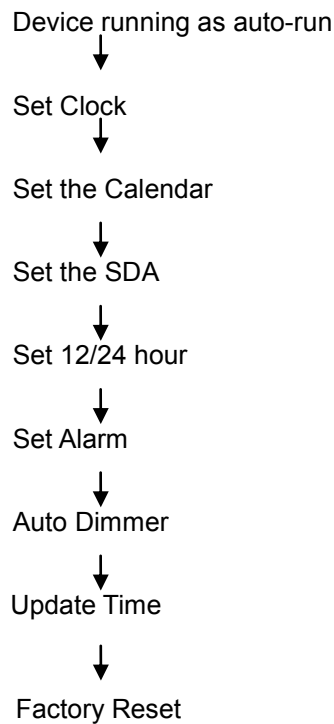 Device running as auto-run
Set Clock
Set the Calendar
Set the SDA
Set 12/24 hour
Set Alarm
Auto Dimmer
Update Time
Factory Reset